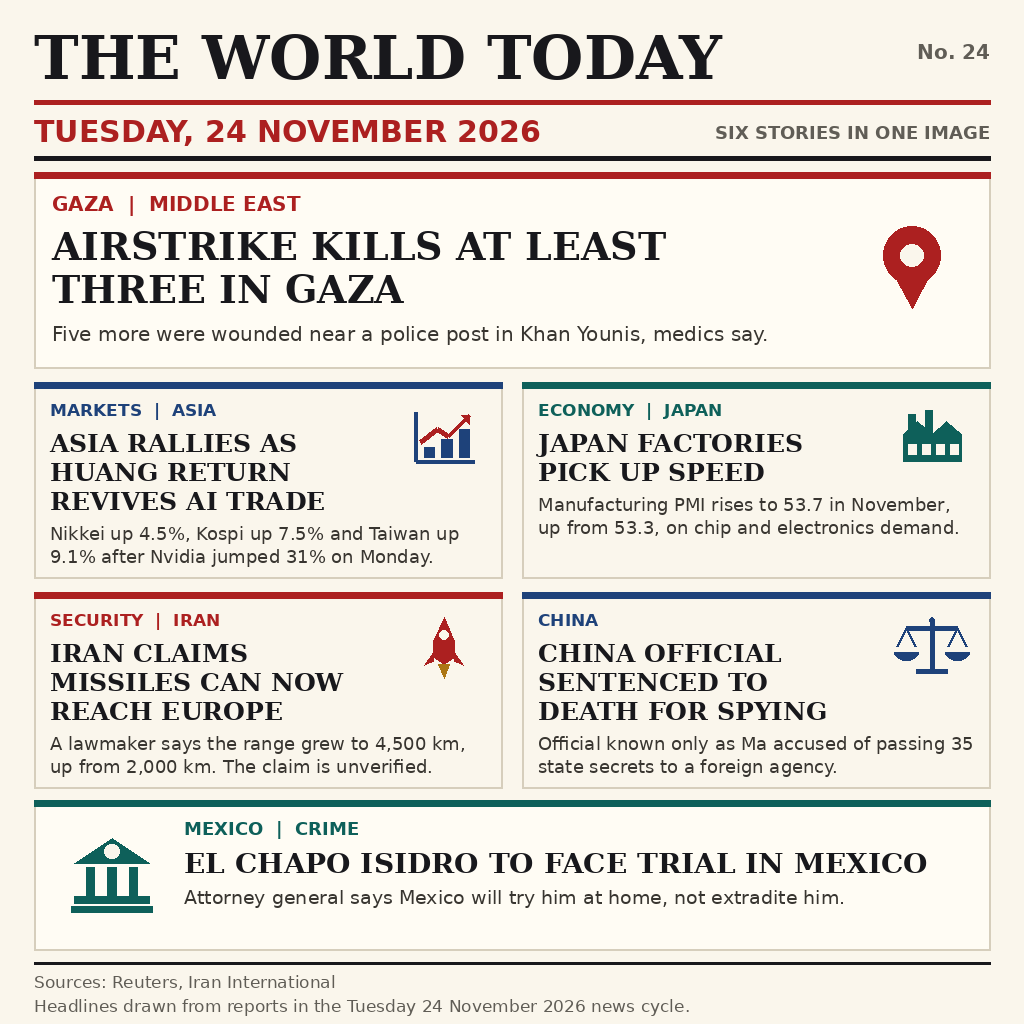 THE WORLD TODAY
No. 24
TUESDAY, 24 NOVEMBER 2026
SIX STORIES IN ONE IMAGE
GAZA | MIDDLE EAST
AIRSTRIKE KILLS AT LEAST
THREE IN GAZA
Five more were wounded near a police post in Khan Younis, medics say.
MARKETS | ASIA
ASIA RALLIES AS
HUANG RETURN
REVIVES AI TRADE
Nikkei up 4.5%, Kospi up 7.5% and Taiwan up
9.1% after Nvidia jumped 31% on Monday.
ECONOMY | JAPAN
JAPAN FACTORIES
PICK UP SPEED
Manufacturing PMI rises to 53.7 in November,
up from 53.3, on chip and electronics demand.
SECURITY | IRAN
IRAN CLAIMS
MISSILES CAN NOW
REACH EUROPE
A lawmaker says the range grew to 4,500 km,
up from 2,000 km. The claim is unverified.
CHINA
CHINA OFFICIAL
SENTENCED TO
DEATH FOR SPYING
Official known only as Ma accused of passing 35
state secrets to a foreign agency.
MEXICO | CRIME
EL CHAPO ISIDRO TO FACE TRIAL IN MEXICO
Attorney general says Mexico will try him at home, not extradite him.
Sources: Reuters, Iran International
Headlines drawn from reports in the Tuesday 24 November 2026 news cycle.